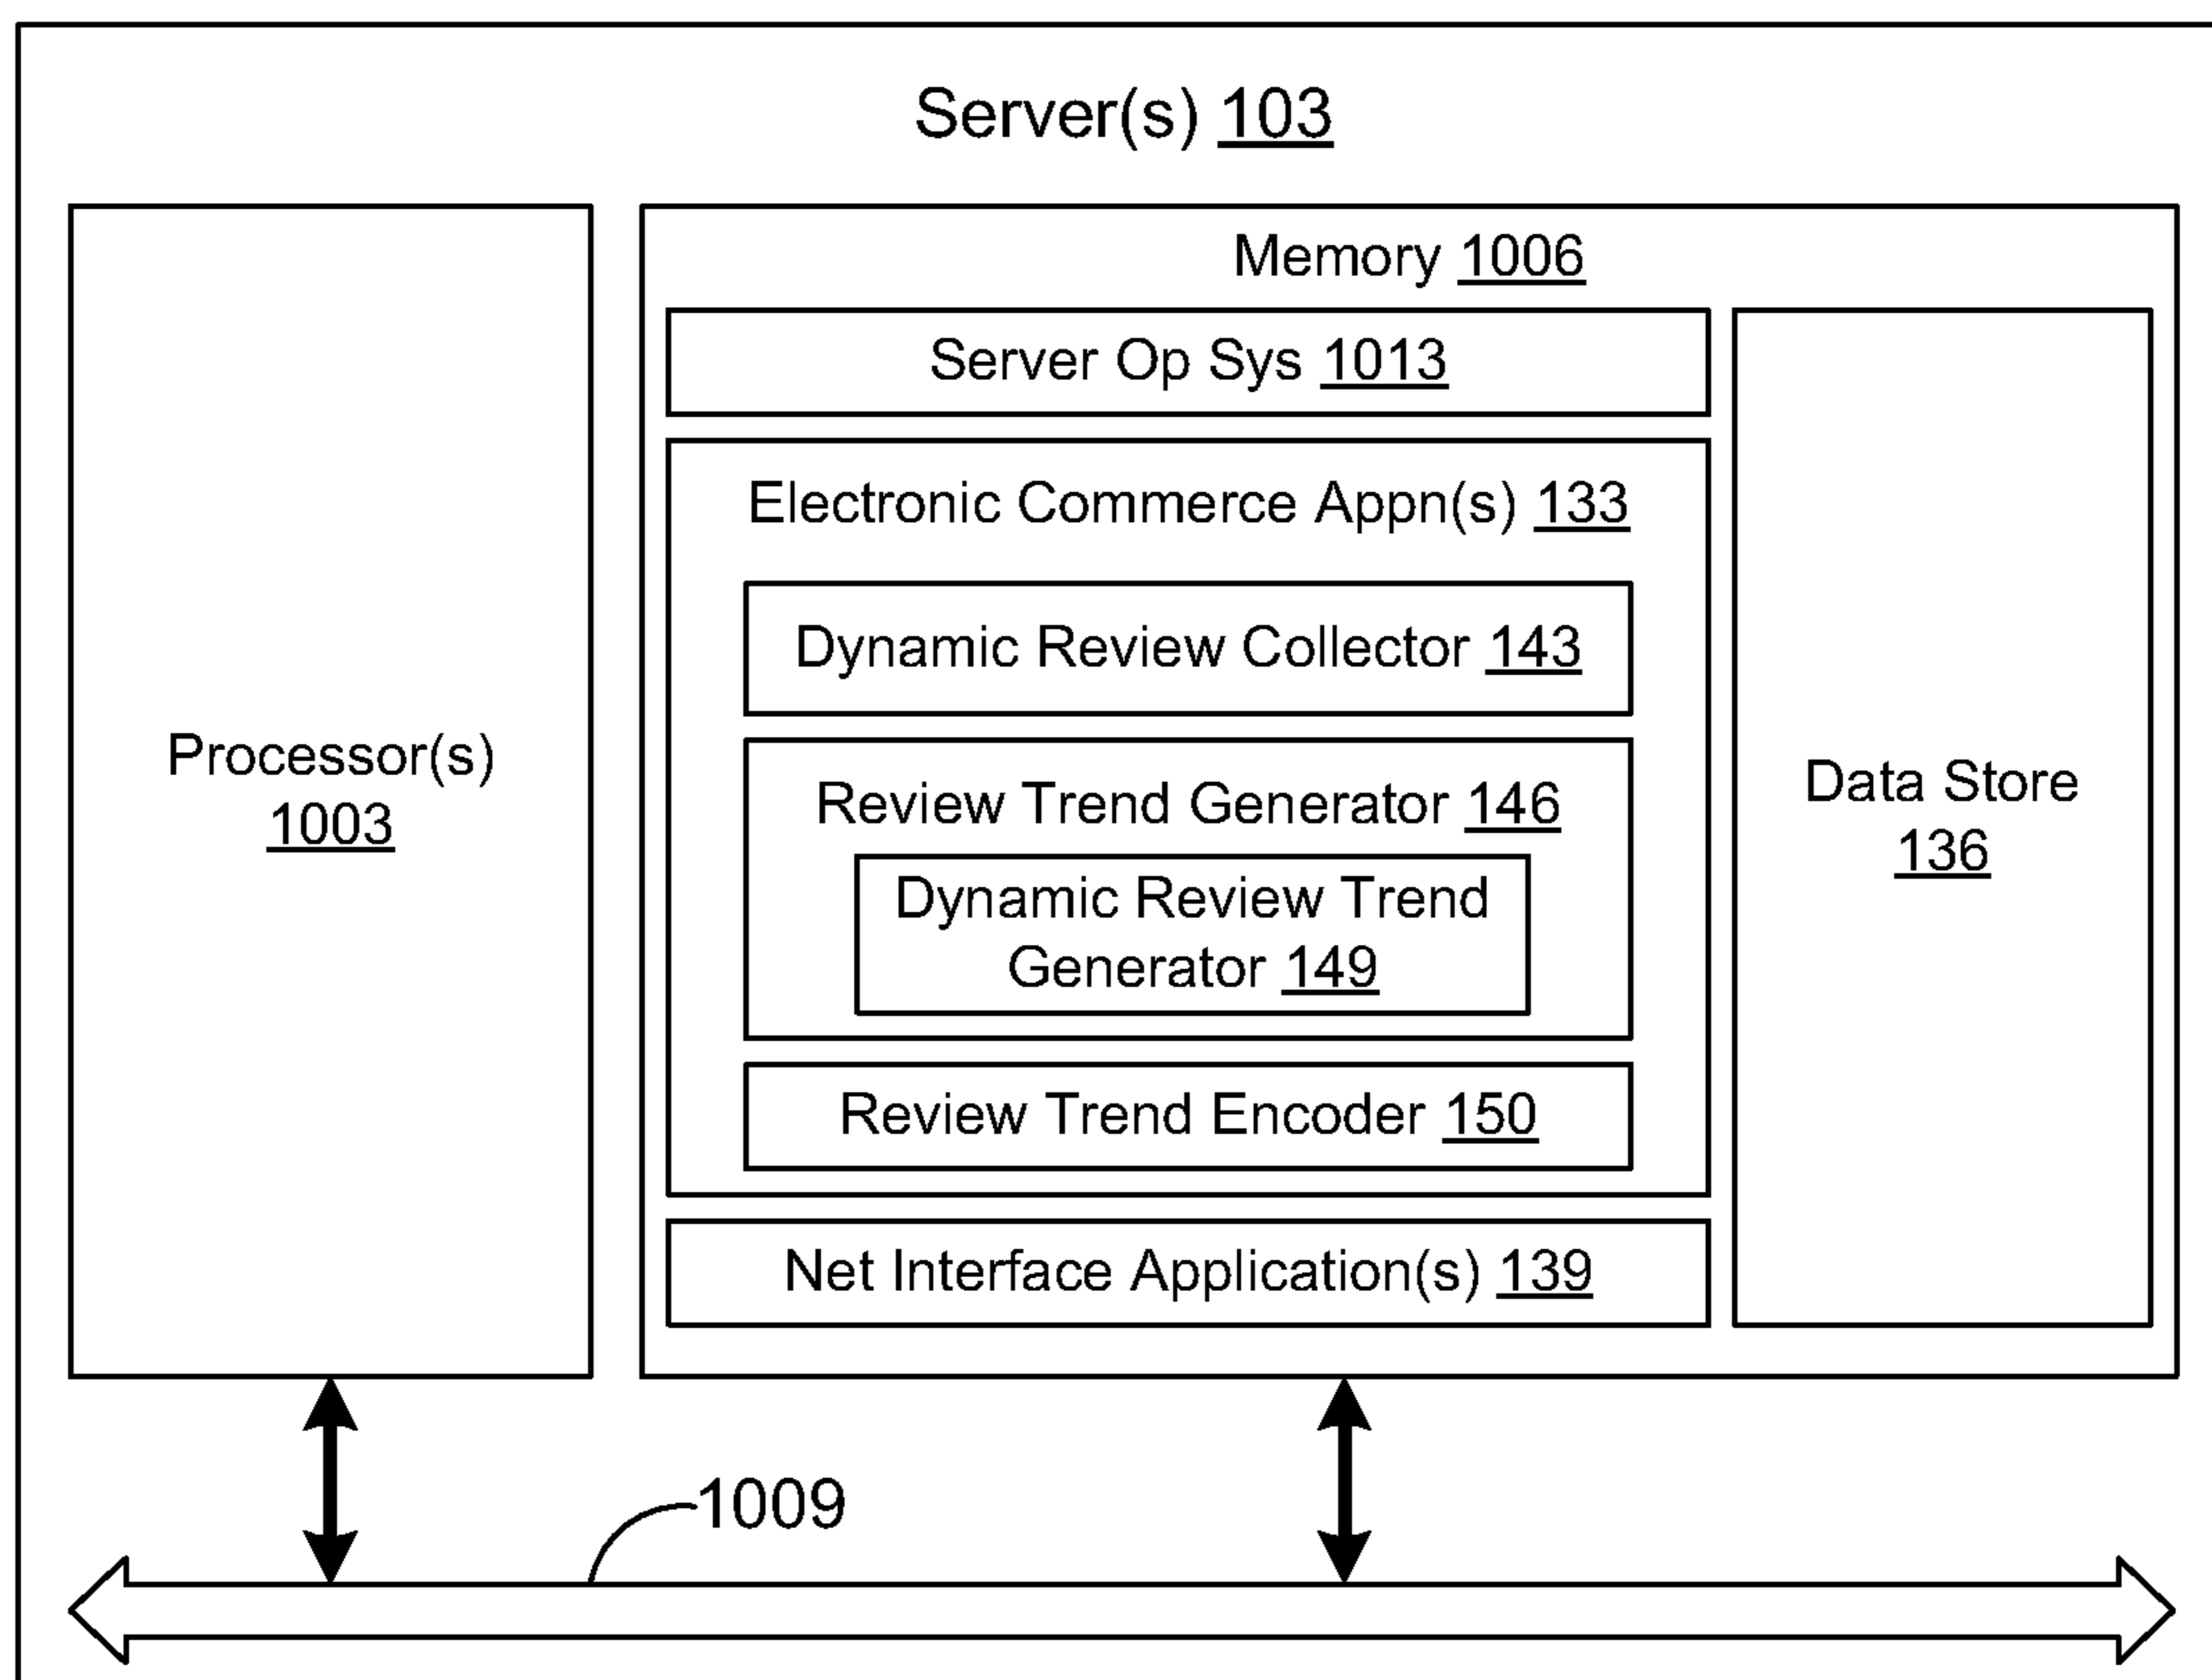 Server(s) 103
Processor(s)
1003
Memory 1006
Server Op Sys 1013
Electronic Commerce Appn(s) 133
Dynamic Review Collector 143
Review Trend Generator 146
Dynamic Review Trend
Generator 149
Review Trend Encoder 150
Net Interface Application(s) 139
Data Store
136
1009